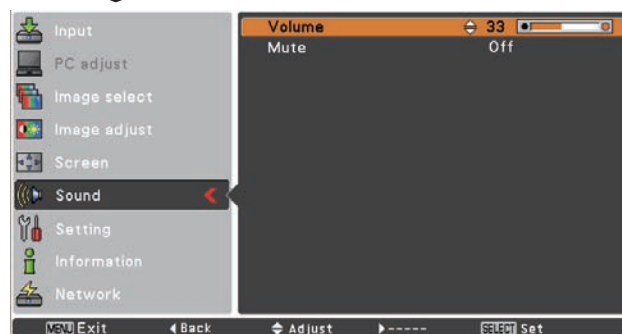 Input
PC adjust
Image select
Image adjust
Screen
Sound
Setting
Information
Network
Volume 33
Mute Off
MENU Exit Back Adjust ----- SELECT Set